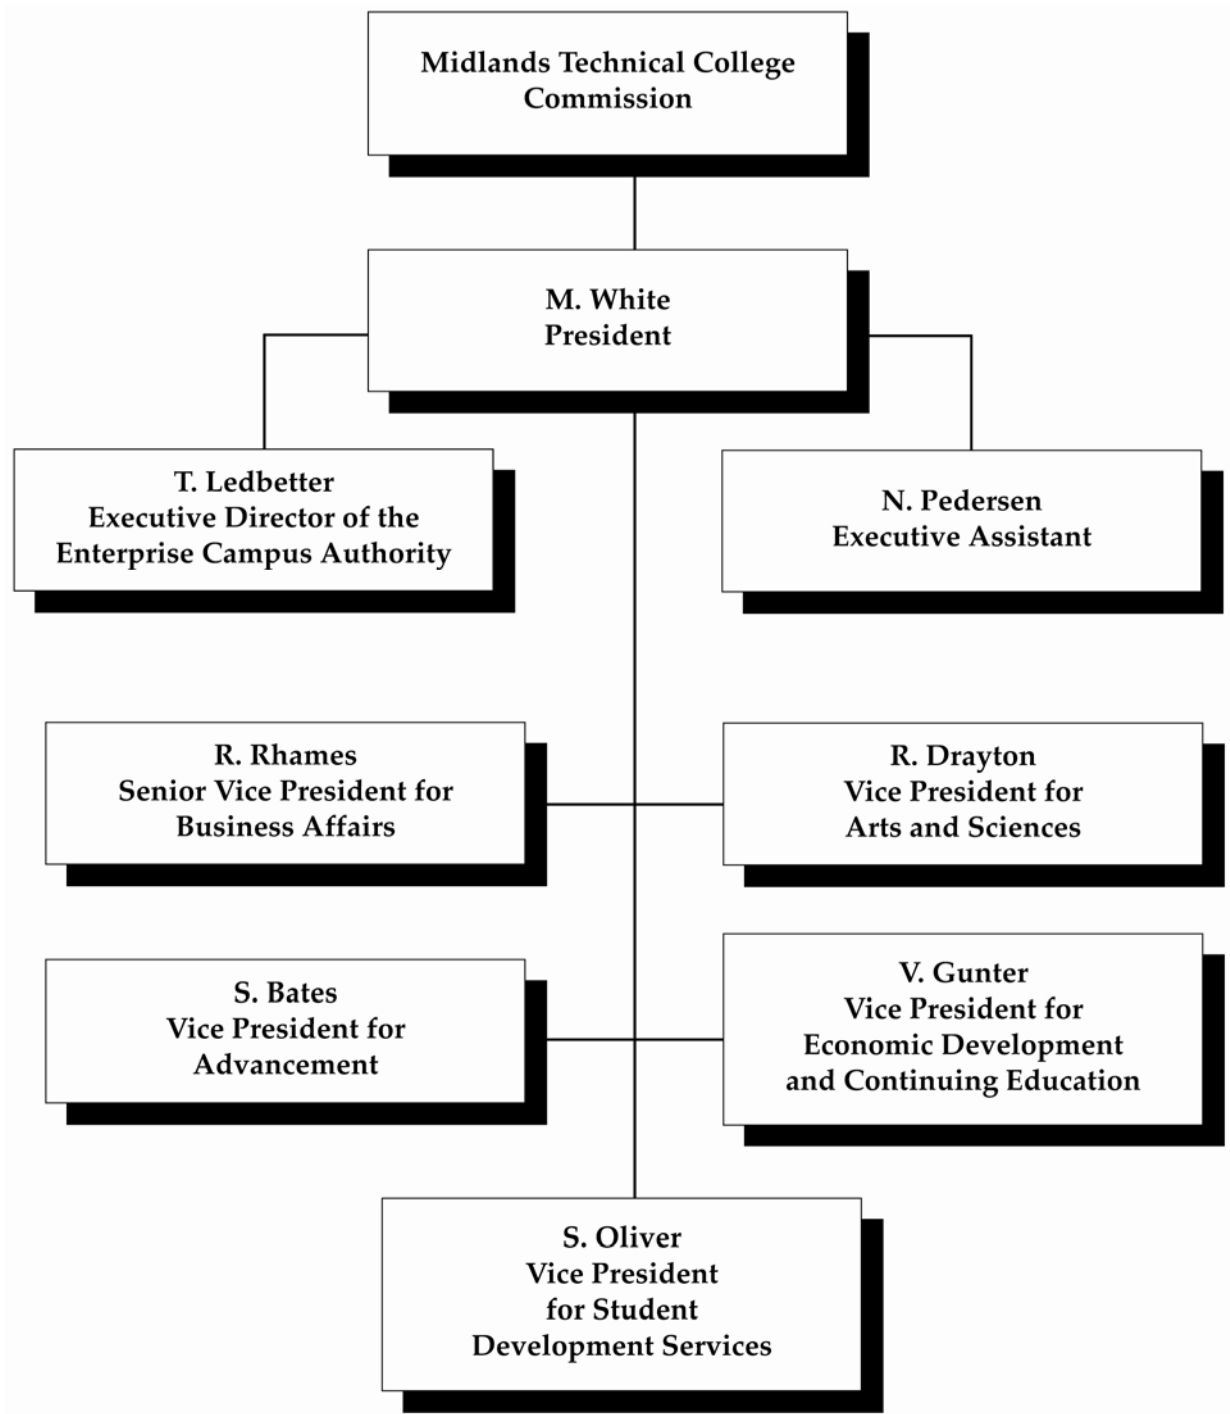 Midlands Technical College
Commission
M. White
President
T. Ledbetter
Executive Director of the
Enterprise Campus Authority
N. Pedersen
Executive Assistant
R. Rhames
Senior Vice President for
Business Affairs
R. Drayton
Vice President for
Arts and Sciences
S. Bates
Vice President for
Advancement
V. Gunter
Vice President for
Economic Development
and Continuing Education
S. Oliver
Vice President
for Student
Development Services